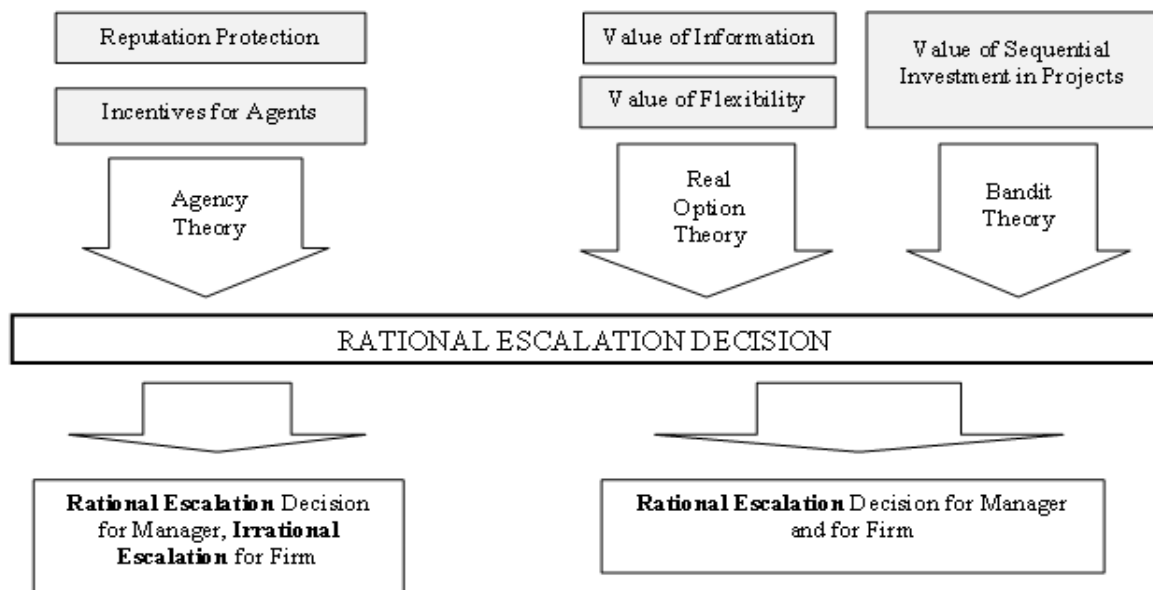 Reputation Protection
Incentives for Agents
Value of Information
Value of Flexibility
Value of Sequential
Investment in Projects
Agency
Theory
Real
Option
Theory
Bandit
Theory
RATIONAL ESCALATION DECISION
Rational Escalation Decision
for Manager, Irrational
Escalation for Firm
Rational Escalation Decision for Manager
and for Firm